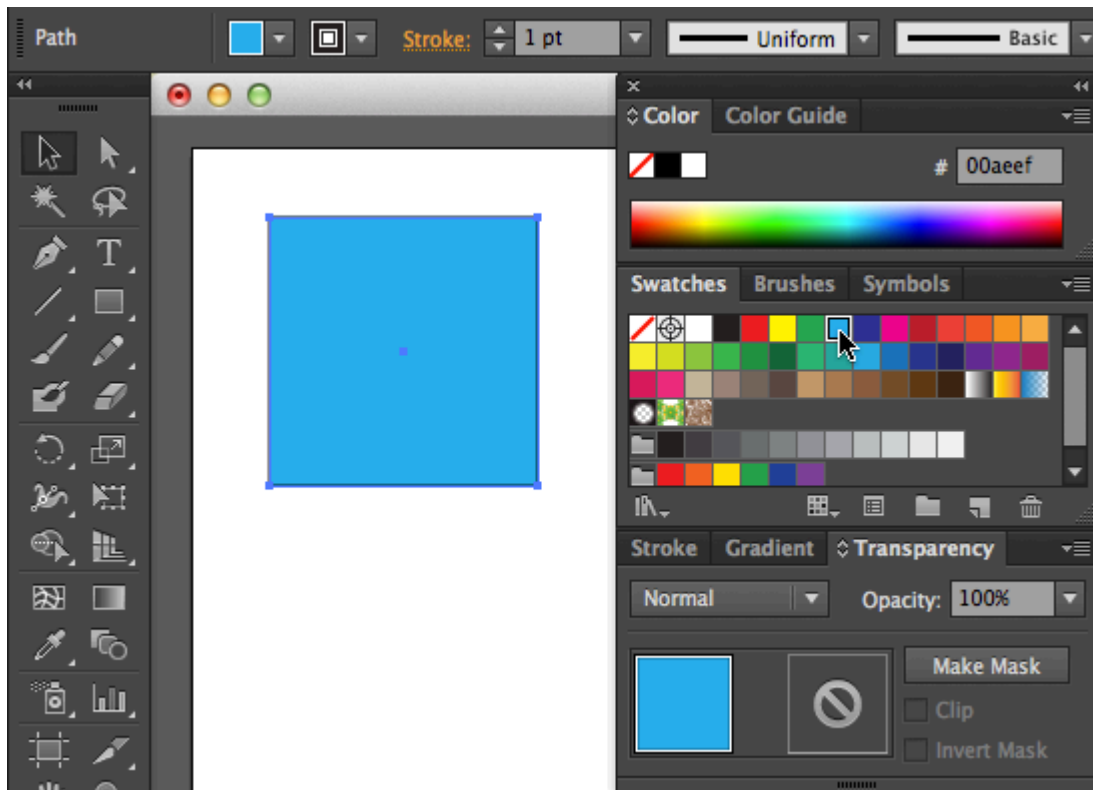 Path Stroke: 1 pt Uniform Basic
Color Color Guide
# 00aeef
T
Swatches Brushes Symbols
Stroke Gradient Transparency
Normal Opacity: 100%
Make Mask
Clip
Invert Mask